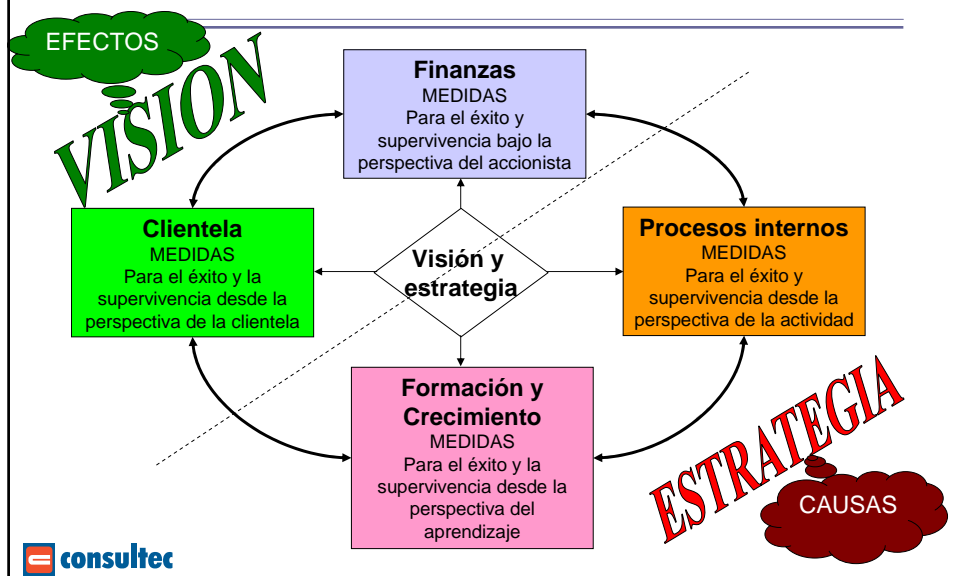 EFECTOS
VISION
Finanzas
MEDIDAS
Para el éxito y
supervivencia bajo la
perspectiva del accionista
Clientela
MEDIDAS
Para el éxito y la
supervivencia desde la
perspectiva de la clientela
Visión y
estrategia
Procesos internos
MEDIDAS
Para el éxito y
supervivencia desde la
perspectiva de la actividad
Formación y
Crecimiento
MEDIDAS
Para el éxito y la
supervivencia desde la
perspectiva del
aprendizaje
ESTRATEGIA
CAUSAS
consultec